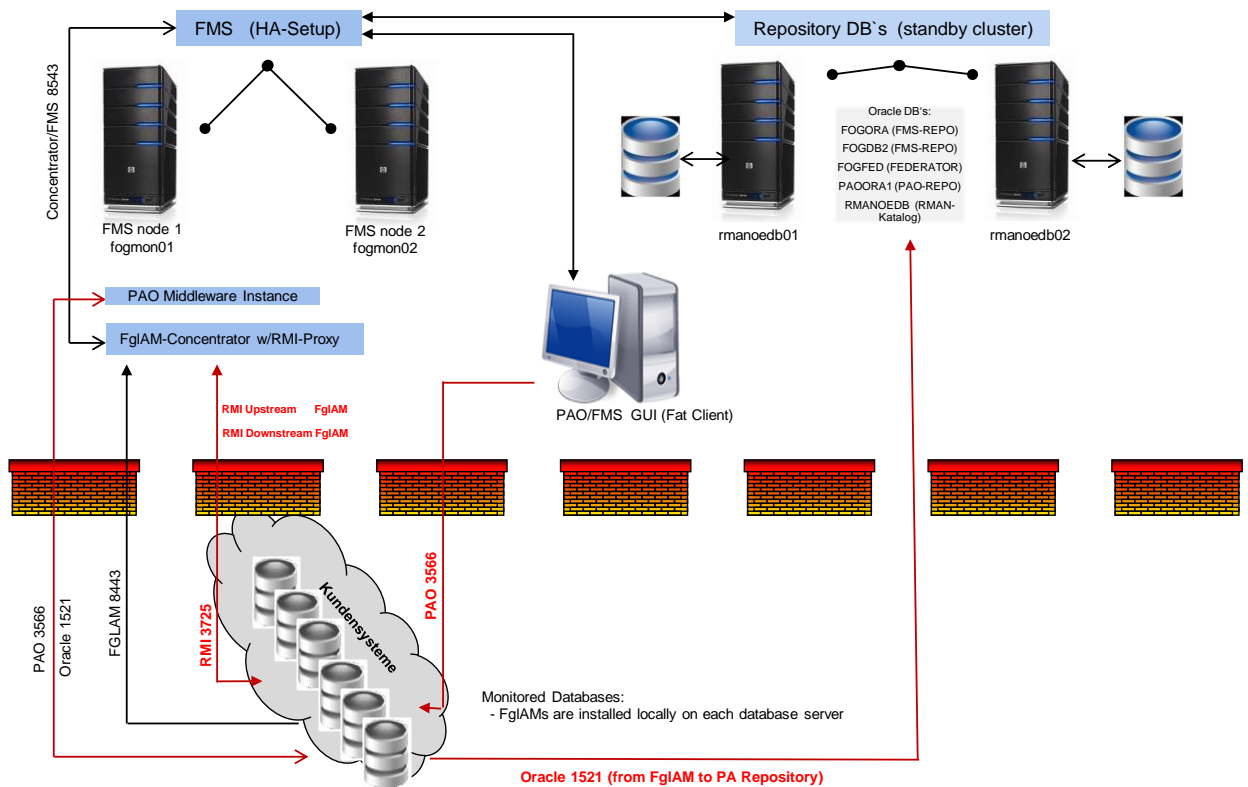 FMS (HA-Setup)
Repository DB`s (standby cluster)
Concentrator/FMS 8543
FMS node 1
fogmon01
FMS node 2
fogmon02
Oracle DB's:
FOGORA (FMS-REPO)
FOGDB2 (FMS-REPO)
FOGFED (FEDERATOR)
PAOORA1 (PAO-REPO)
RMANOEDB (RMAN-
Katalog)
rmanoedb01
rmanoedb02
PAO Middleware Instance
FglAM-Concentrator w/RMI-Proxy
PAO/FMS GUI (Fat Client)
RMI Upstream FglAM
RMI Downstream FglAM
PAO 3566
Oracle 1521
FGLAM 8443
RMI 3725
Kundensysteme
PAO 3566
Monitored Databases:
- FglAMs are installed locally on each database server
Oracle 1521 (from FglAM to PA Repository)